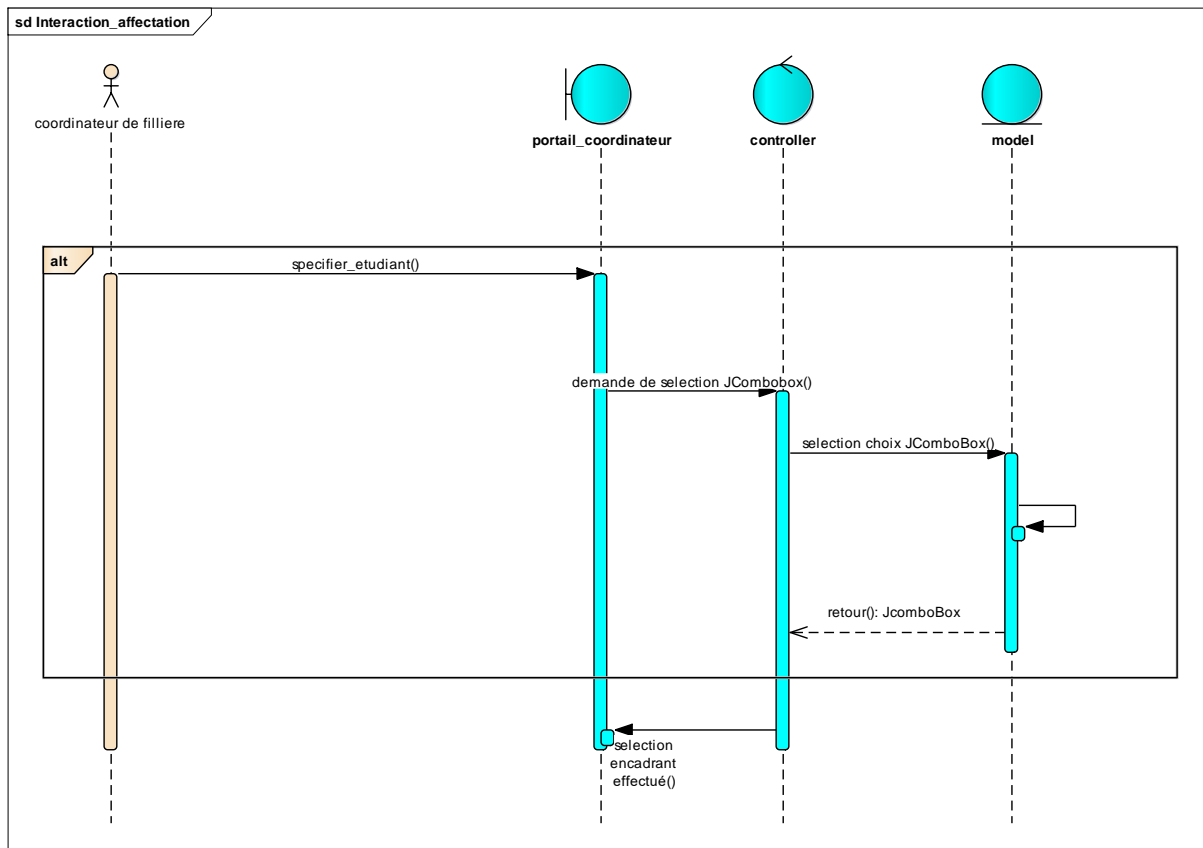 sd Interaction_affectation
coordinateur de filliere
portail_coordinateur
controller
model
alt
specifier_etudiant()
demande de selection JCombobox()
selection choix JComboBox()
retour(): JcomboBox
selection
encadrant
effectué()